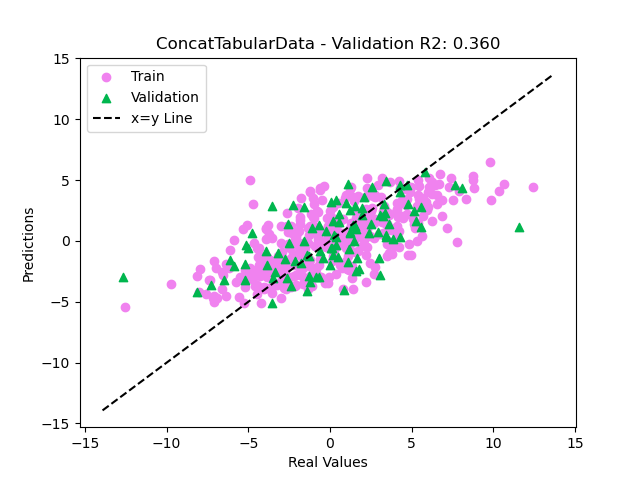 ConcatTabularData - Validation R2: 0.360
Train
Validation
x=y Line
15
10
5
0
−5
−10
−15
Predictions
−15
−10
−5
0
5
10
15
Real Values